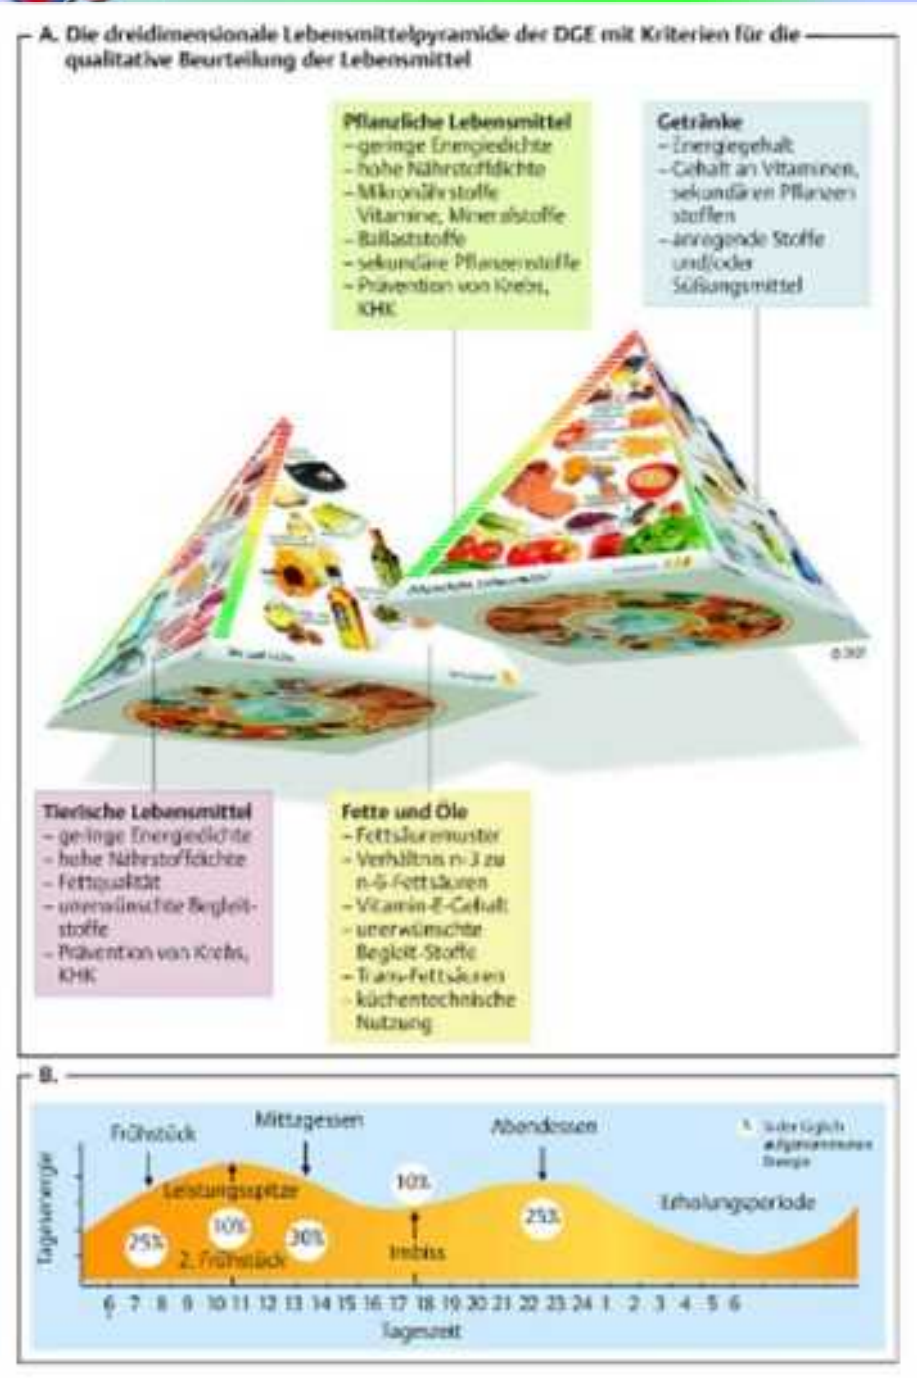 A. Die dreidimensionale Lebensmittelpyramide der DGE mit Kriterien für die
qualitative Beurteilung der Lebensmittel
Pflanzliche Lebensmittel
– geringe Energiedichte
– hohe Nährstoffdichte
– Mikronährstoffe
Vitamine, Mineralstoffe
– Ballaststoffe
– sekundäre Pflanzenstoffe
– Prävention von Krebs,
KHK
Getränke
– Energiegehalt
– Gehalt an Vitaminen,
sekundären Pflanzen
stoffen
– anregende Stoffe
und/oder
Süßungsmittel
Tierische Lebensmittel
– geringe Energiedichte
– hohe Nährstoffdichte
– Fettqualität
– unerwünschte Begleit-
stoffe
– Prävention von Krebs,
KHK
Fette und Öle
– Fettsäuremuster
– Verhältnis n-3 zu
n-6-Fettsäuren
– Vitamin-E-Gehalt
– unerwünschte
Begleit-Stoffe
– Trans-Fettsäuren
– küchentechnische
Nutzung
B.
Frühstück
Mittagessen
Abendessen
% der täglich
aufgenommenen
Energie
Tagesenergie
Leistungsspitze
10%
Erholungsperiode
25%
10%
30%
25%
2. Frühstück
Imbiss
6 7 8 9 10 11 12 13 14 15 16 17 18 19 20 21 22 23 24 1 2 3 4 5 6
Tageszeit